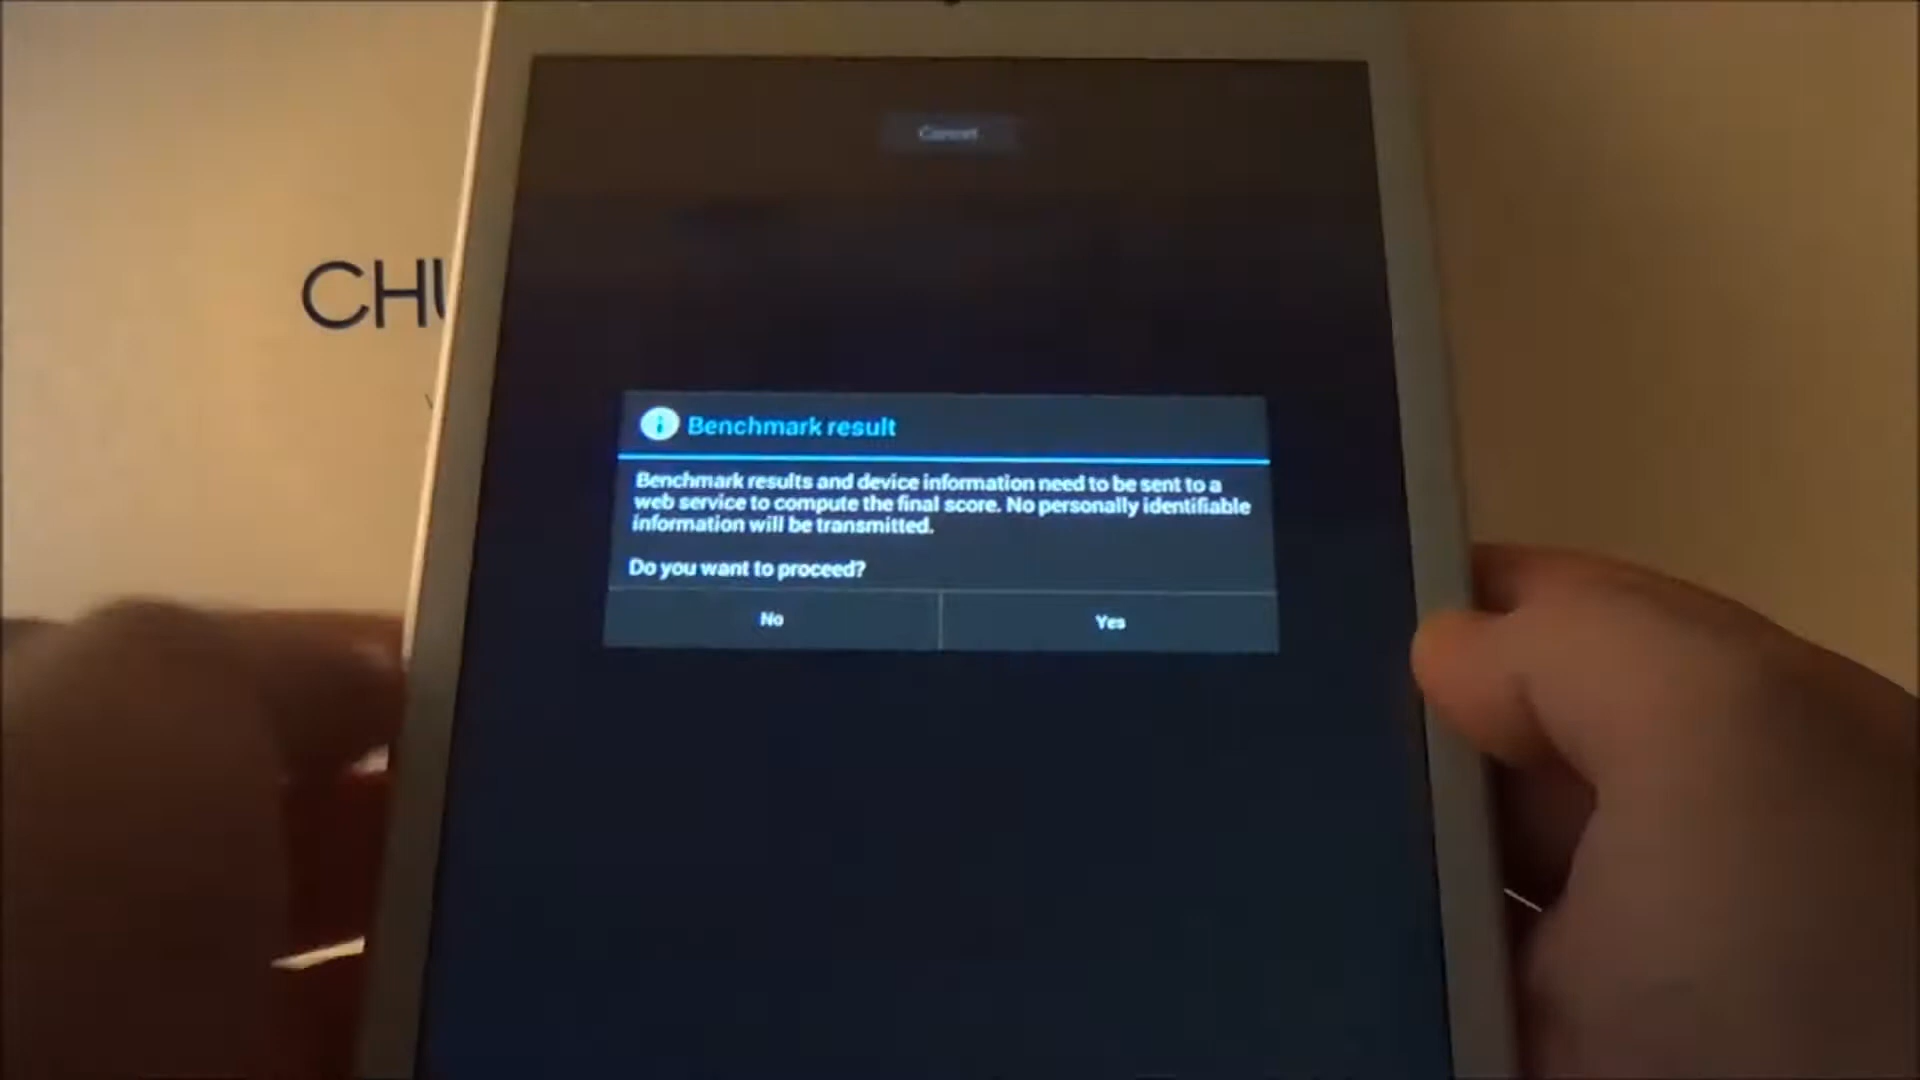 Cancel
CHU
Benchmark result
Benchmark results and device information need to be sent to a
web service to compute the final score. No personally identifiable
information will be transmitted.
Do you want to proceed?
No
Yes